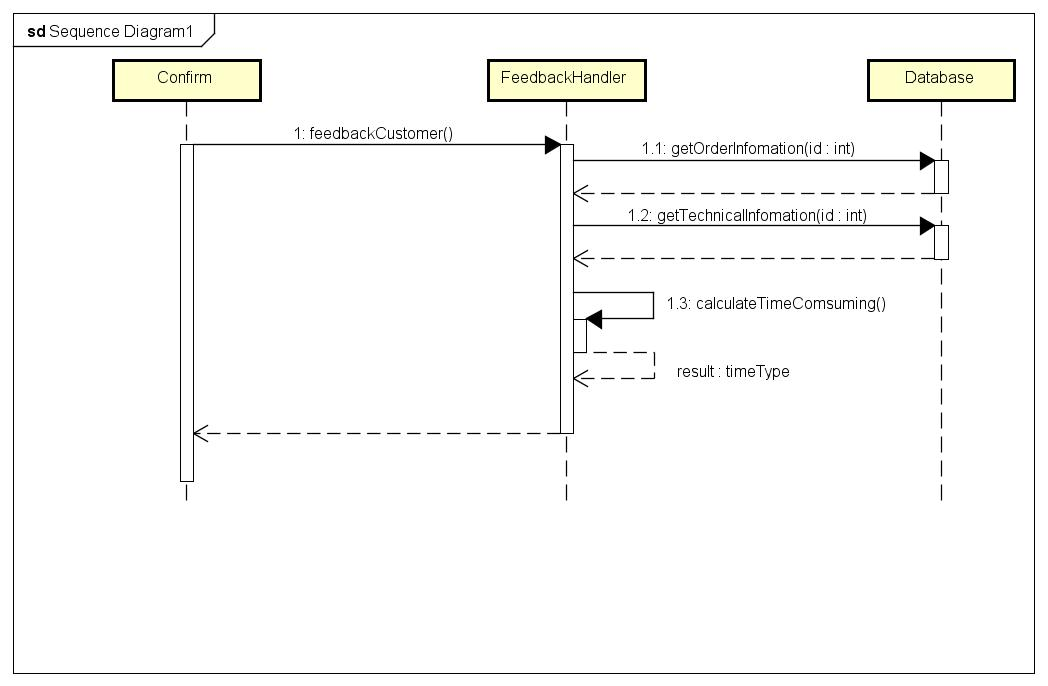 sd Sequence Diagram1
Confirm
FeedbackHandler
Database
1: feedbackCustomer()
1.1: getOrderInfomation(id : int)
1.2: getTechnicalInfomation(id : int)
1.3: calculateTimeComsuming()
result : timeType